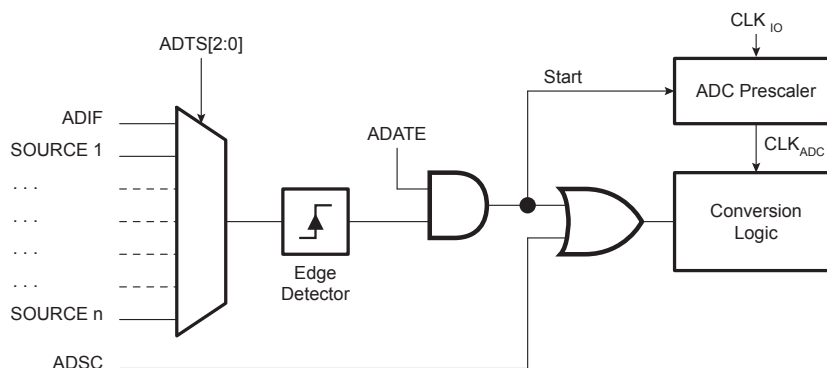 CLK IO
ADTS[2:0]
Start
ADC Prescaler
ADIF
ADATE
CLK ADC
SOURCE 1
. . .
. . .
. . .
. . .
Conversion
Logic
Edge
Detector
SOURCE n
ADSC